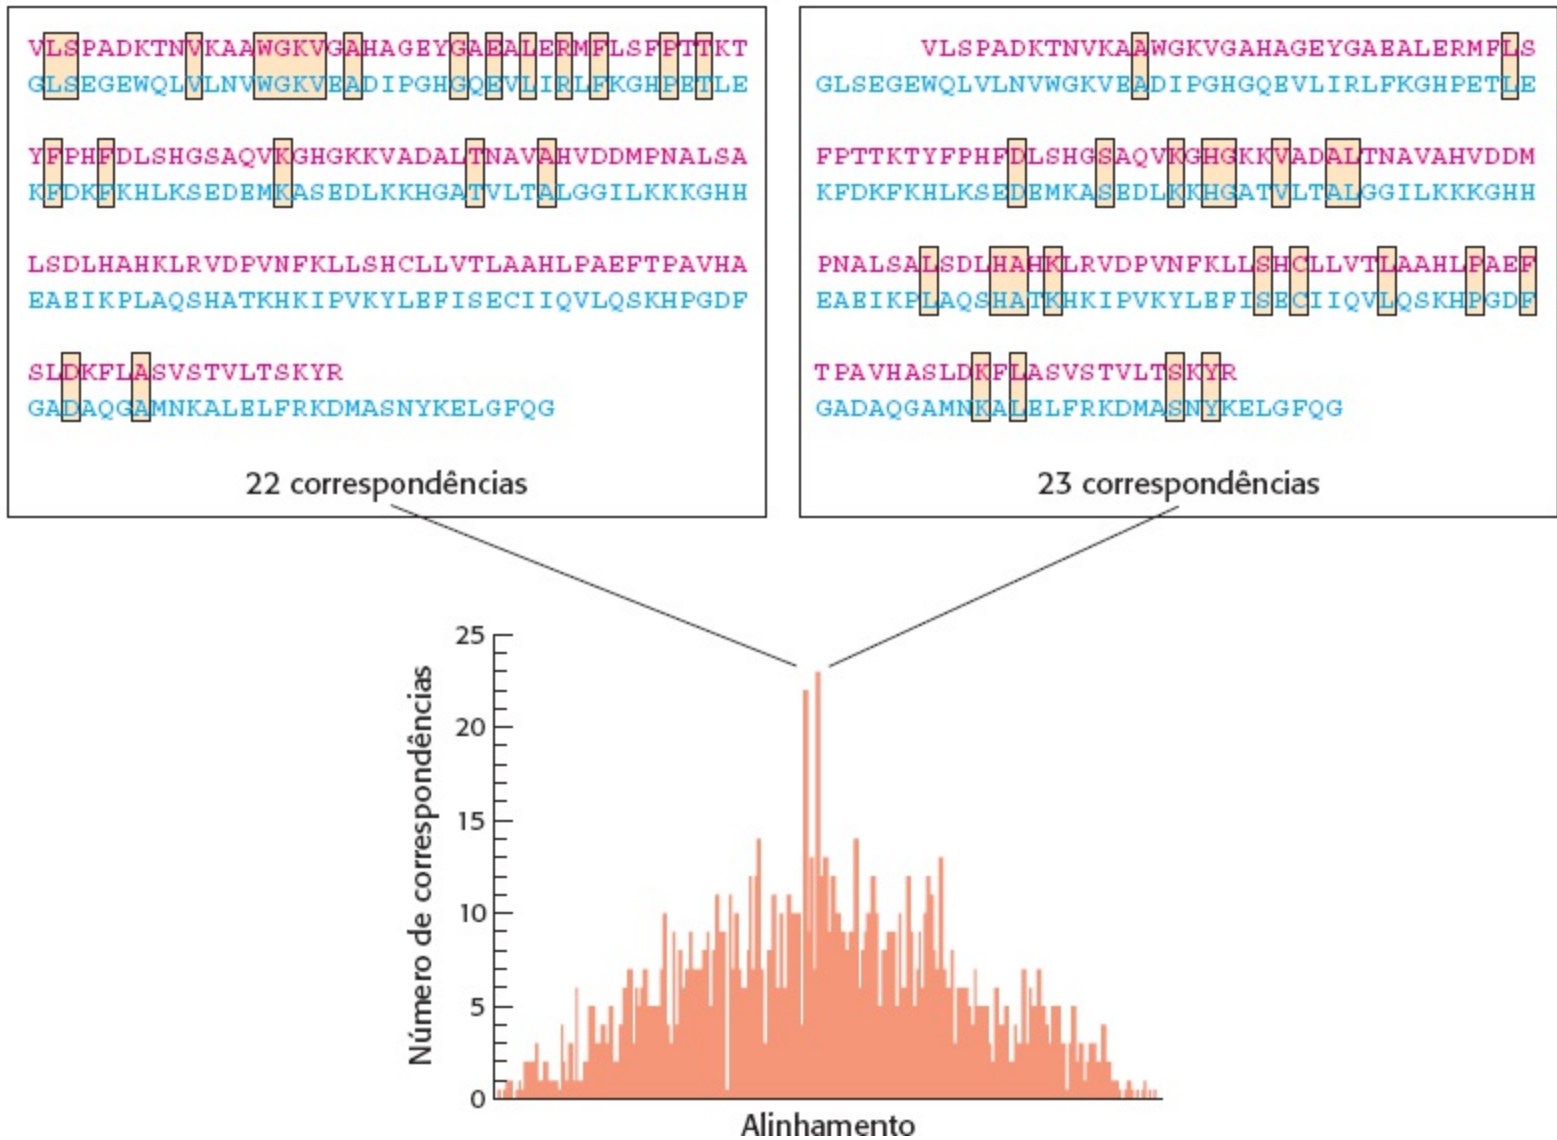 VLSPADKTNVKAAWGKVGAHAGEYGAEALERMFLSFPTTKT
GLSEGEWQLVLNVWGKVEADIPGHGQEVLIRLFKGHPETLE
YFPHFDLSHGSAQVKGHGKKVADALTNAVAHVDDMPNALSA
KFDKFKHLKSEDEMKASEDLKKHGATVLTALGGILKKKGHH
LSDLHAHKLRVDPVNFKLLSHCLLVTLAAHLPAEFTPAVHA
EAEIKPLAQSHATKHKIPVKYLEFISECIIQVLQSKHPGDF
SLDKFLASVSTVLTSKYR
GADAQGAMNKALELFRKDMASNYKELGFQG
22 correspondências
VLSPADKTNVKAAWGKVGAHAGEYGAEALERMFLS
GLSEGEWQLVLNVWGKVEADIPGHGQEVLIRLFKGHPETLE
FPTTKTYFPHFDLSHGSAQVKGHGKKVADALTNAVAHVDDM
KFDKFKHLKSEDEMKASEDLKKHGATVLTALGGILKKKGHH
PNALSALSDLHAHKLRVDPVNFKLLSHCLLVTLAAHLPAEF
EAEIKPLAQSHATKHKIPVKYLEFISECIIQVLQSKHPGDF
TPAVHASLDKFLASVSTVLTSKYR
GADAQGAMNKALELFRKDMASNYKELGFQG
23 correspondências
25
20
15
10
5
0
Número de correspondências
Alinhamento